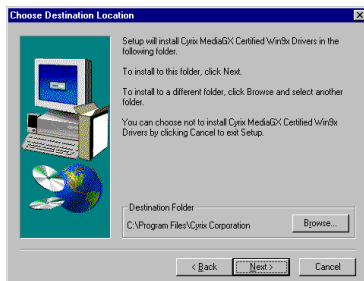 Choose Destination Location
Setup will install Cyrix MediaGX Certified Win9x Drivers in the
following folder.
To install to this folder, click Next.
To install to a different folder, click Browse and select another
folder.
You can choose not to install Cyrix MediaGX Certified Win9x
Drivers by clicking Cancel to exit Setup.
Destination Folder
C:\Program Files\Cyrix Corporation
Browse...
< Back
Next >
Cancel